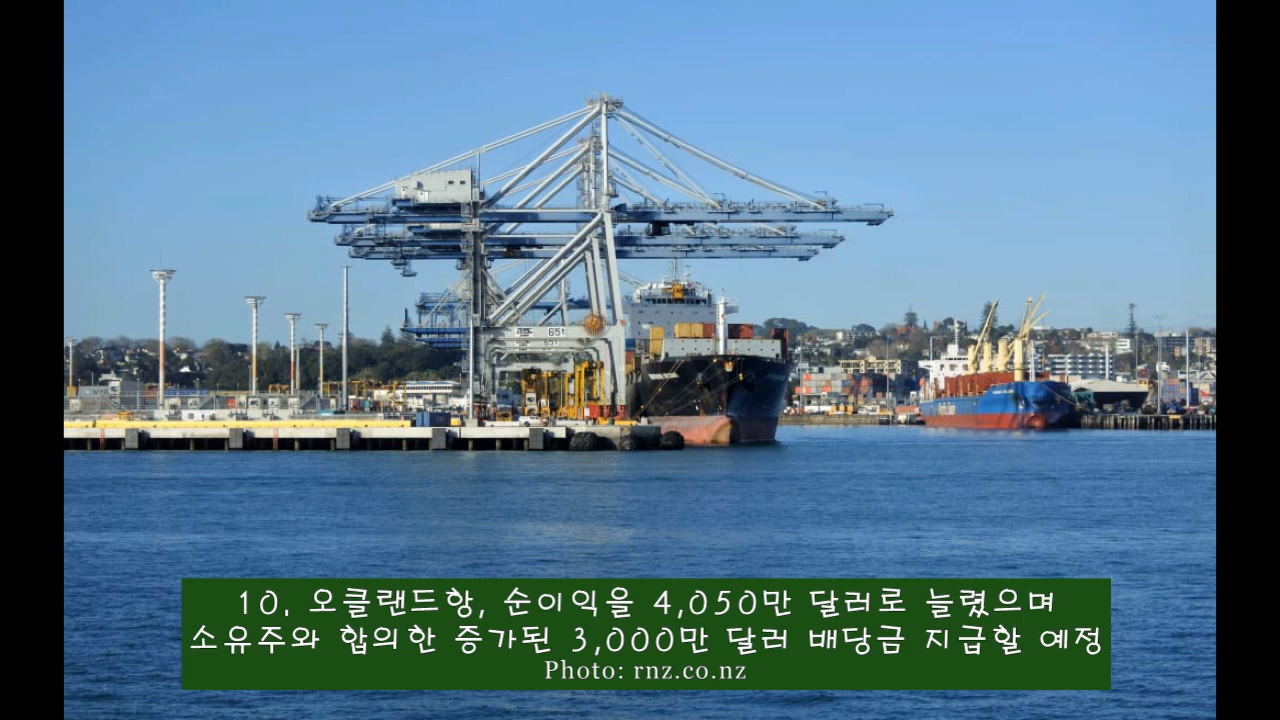 65t
10. 오클랜드항, 순이익을 4,050만 달러로 늘렸으며
소유주와 합의한 증가된 3,000만 달러 배당금 지급할 예정
Photo: rnz.co.nz